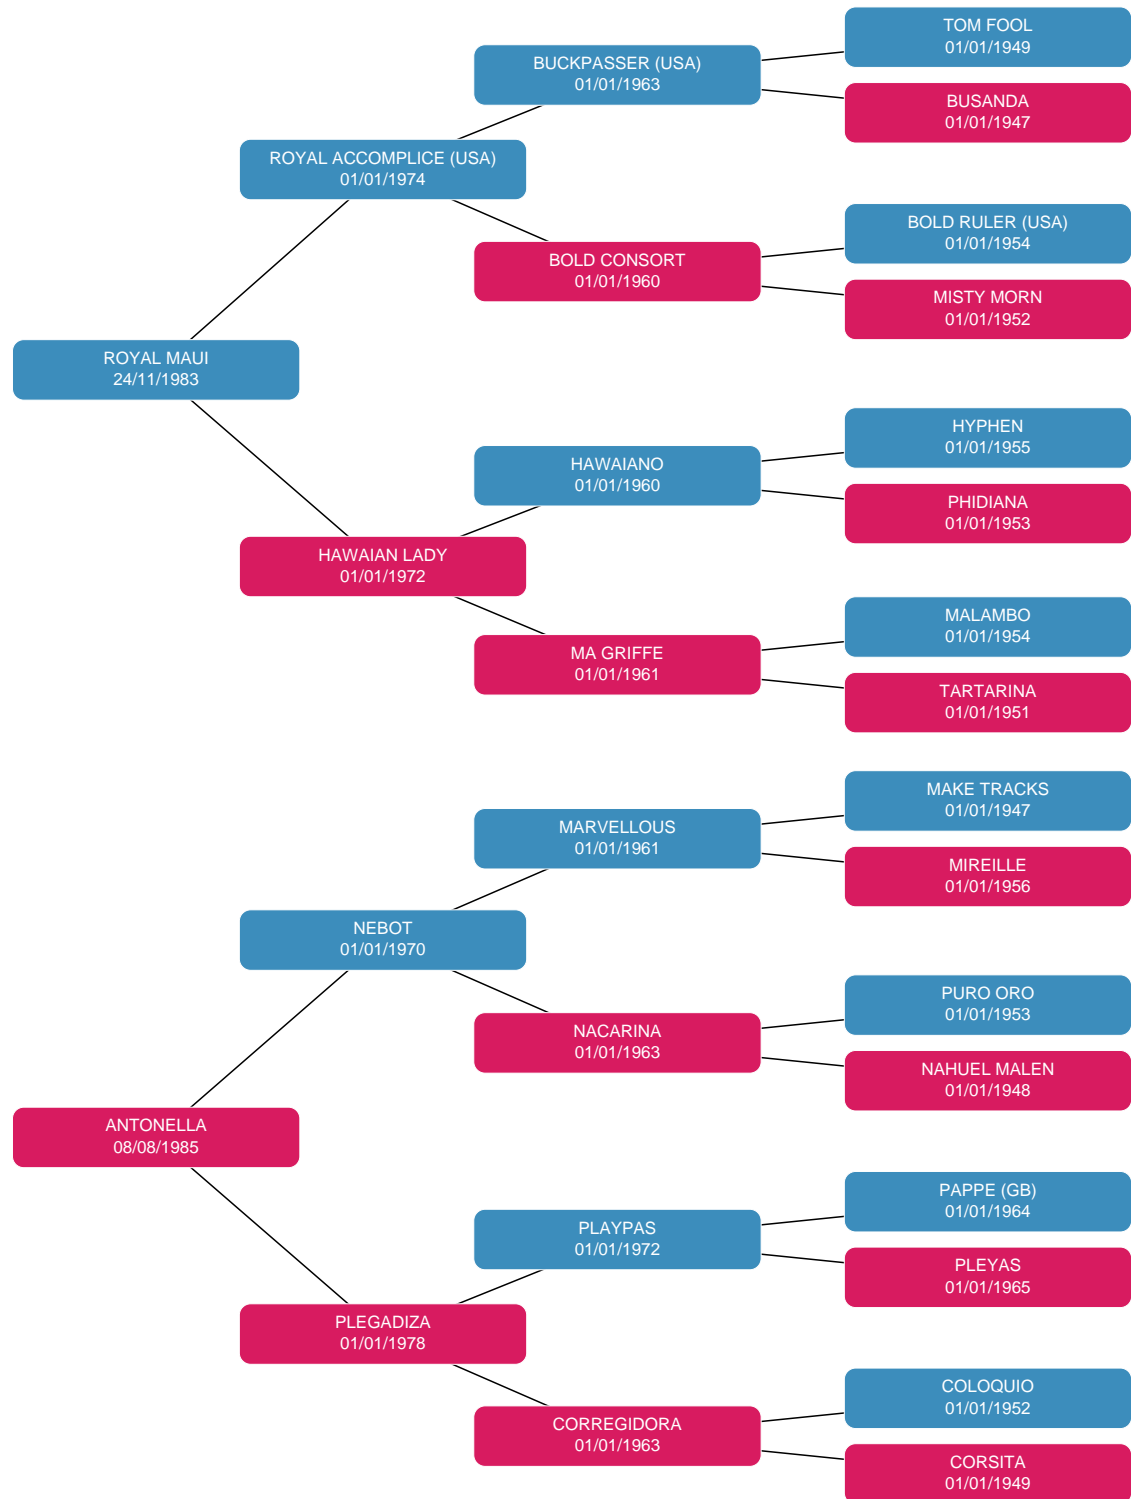 TOM FOOL
01/01/1949
BUCKPASSER (USA)
01/01/1963
BUSANDA
01/01/1947
ROYAL ACCOMPLICE (USA)
01/01/1974
BOLD RULER (USA)
01/01/1954
BOLD CONSORT
01/01/1960
MISTY MORN
01/01/1952
ROYAL MAUI
24/11/1983
HYPHEN
01/01/1955
HAWAIANO
01/01/1960
PHIDIANA
01/01/1953
HAWAIAN LADY
01/01/1972
MALAMBO
01/01/1954
MA GRIFFE
01/01/1961
TARTARINA
01/01/1951
MAKE TRACKS
01/01/1947
MARVELLOUS
01/01/1961
MIREILLE
01/01/1956
NEBOT
01/01/1970
PURO ORO
01/01/1953
NACARINA
01/01/1963
NAHUEL MALEN
01/01/1948
ANTONELLA
08/08/1985
PAPPE (GB)
01/01/1964
PLAYPAS
01/01/1972
PLEYAS
01/01/1965
PLEGADIZA
01/01/1978
COLOQUIO
01/01/1952
CORREGIDORA
01/01/1963
CORSITA
01/01/1949